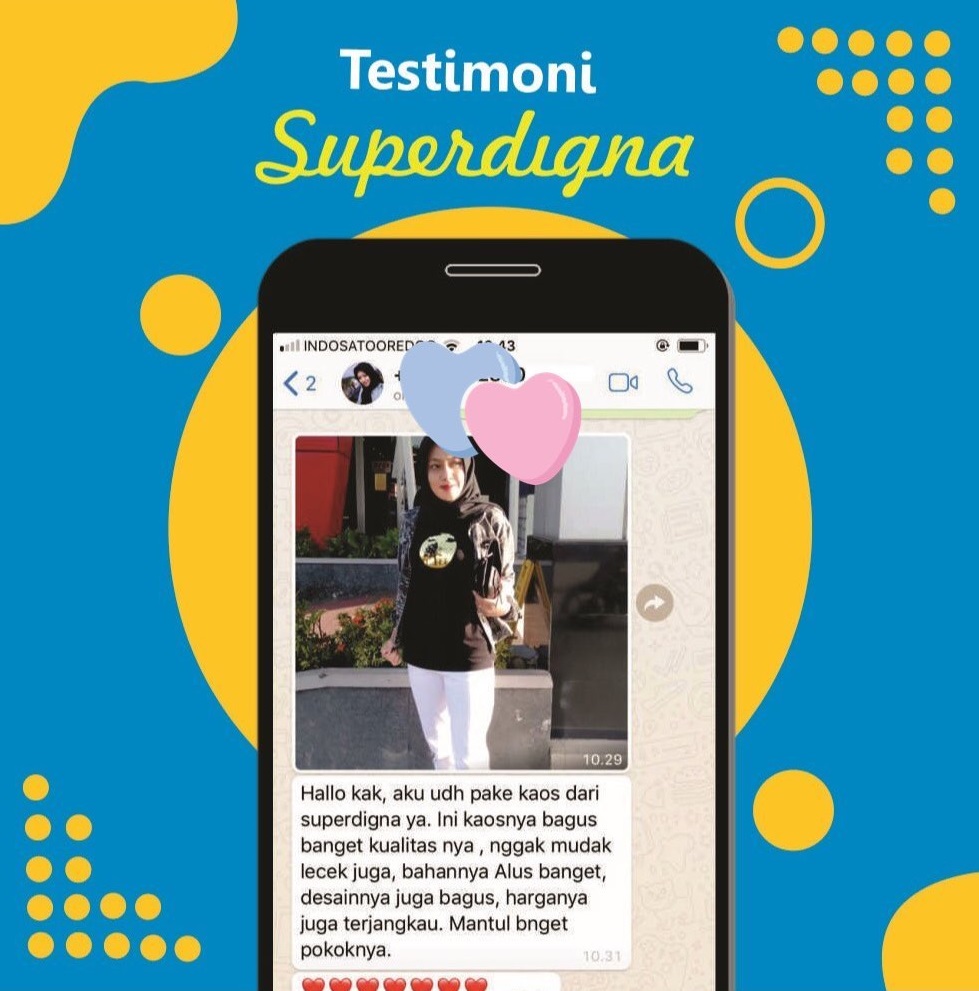 Testimoni
Superdigna
INDOSATOORED
43
2
10.29
Hallo kak, aku udh pake kaos dari
superdigna ya. Ini kaosnya bagus
banget kualitas nya , nggak mudak
lecek juga, bahannya Alus banget,
desainnya juga bagus, harganya
juga terjangkau. Mantul bnget
pokoknya.
10.31